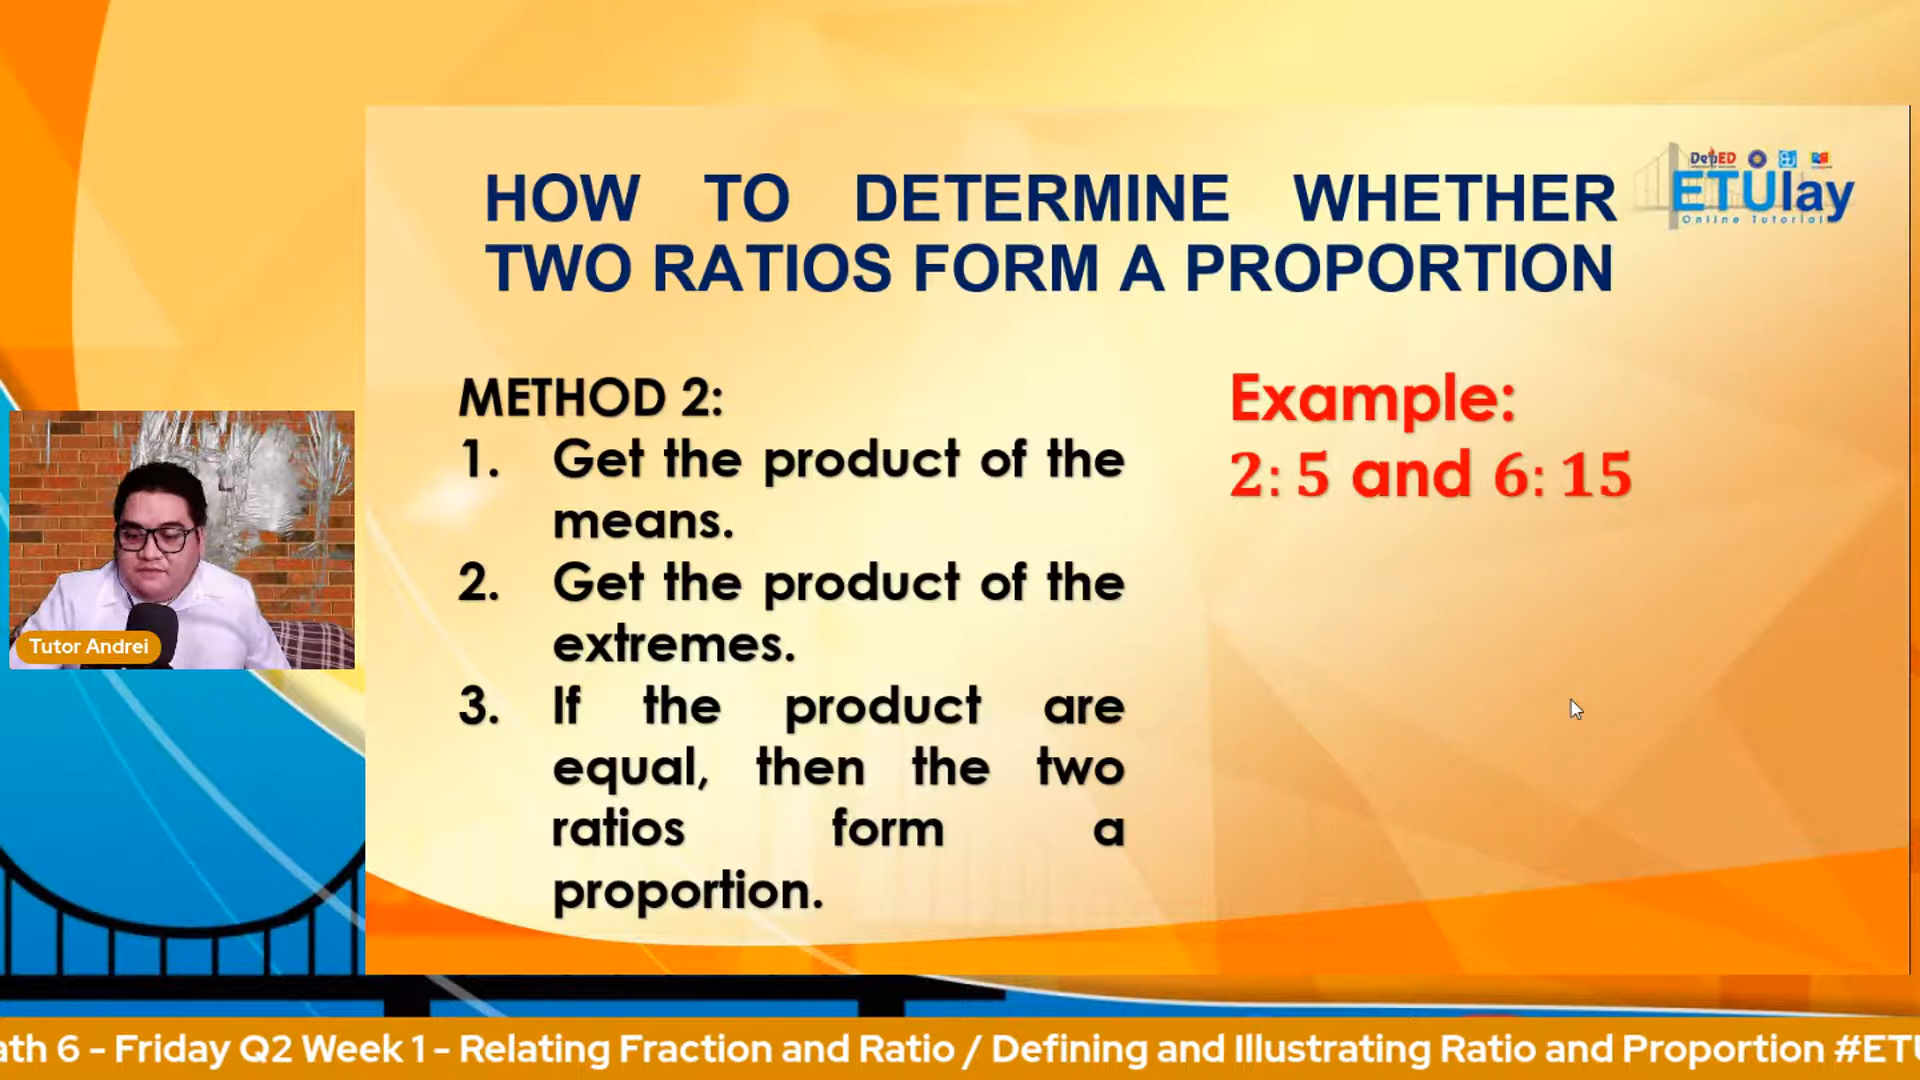 HOW TO DETERMINE WHETHER
TWO RATIOS FORM A PROPORTION
DepED
ETUlay
Online Tutorial
METHOD 2:
1. Get the product of the
means.
2. Get the product of the
extremes.
3. If the product are
equal, then the two
ratios form a
proportion.
Example:
2: 5 and 6: 15
Tutor Andrei
ath 6 - Friday Q2 Week 1 - Relating Fraction and Ratio / Defining and Illustrating Ratio and Proportion #ETU